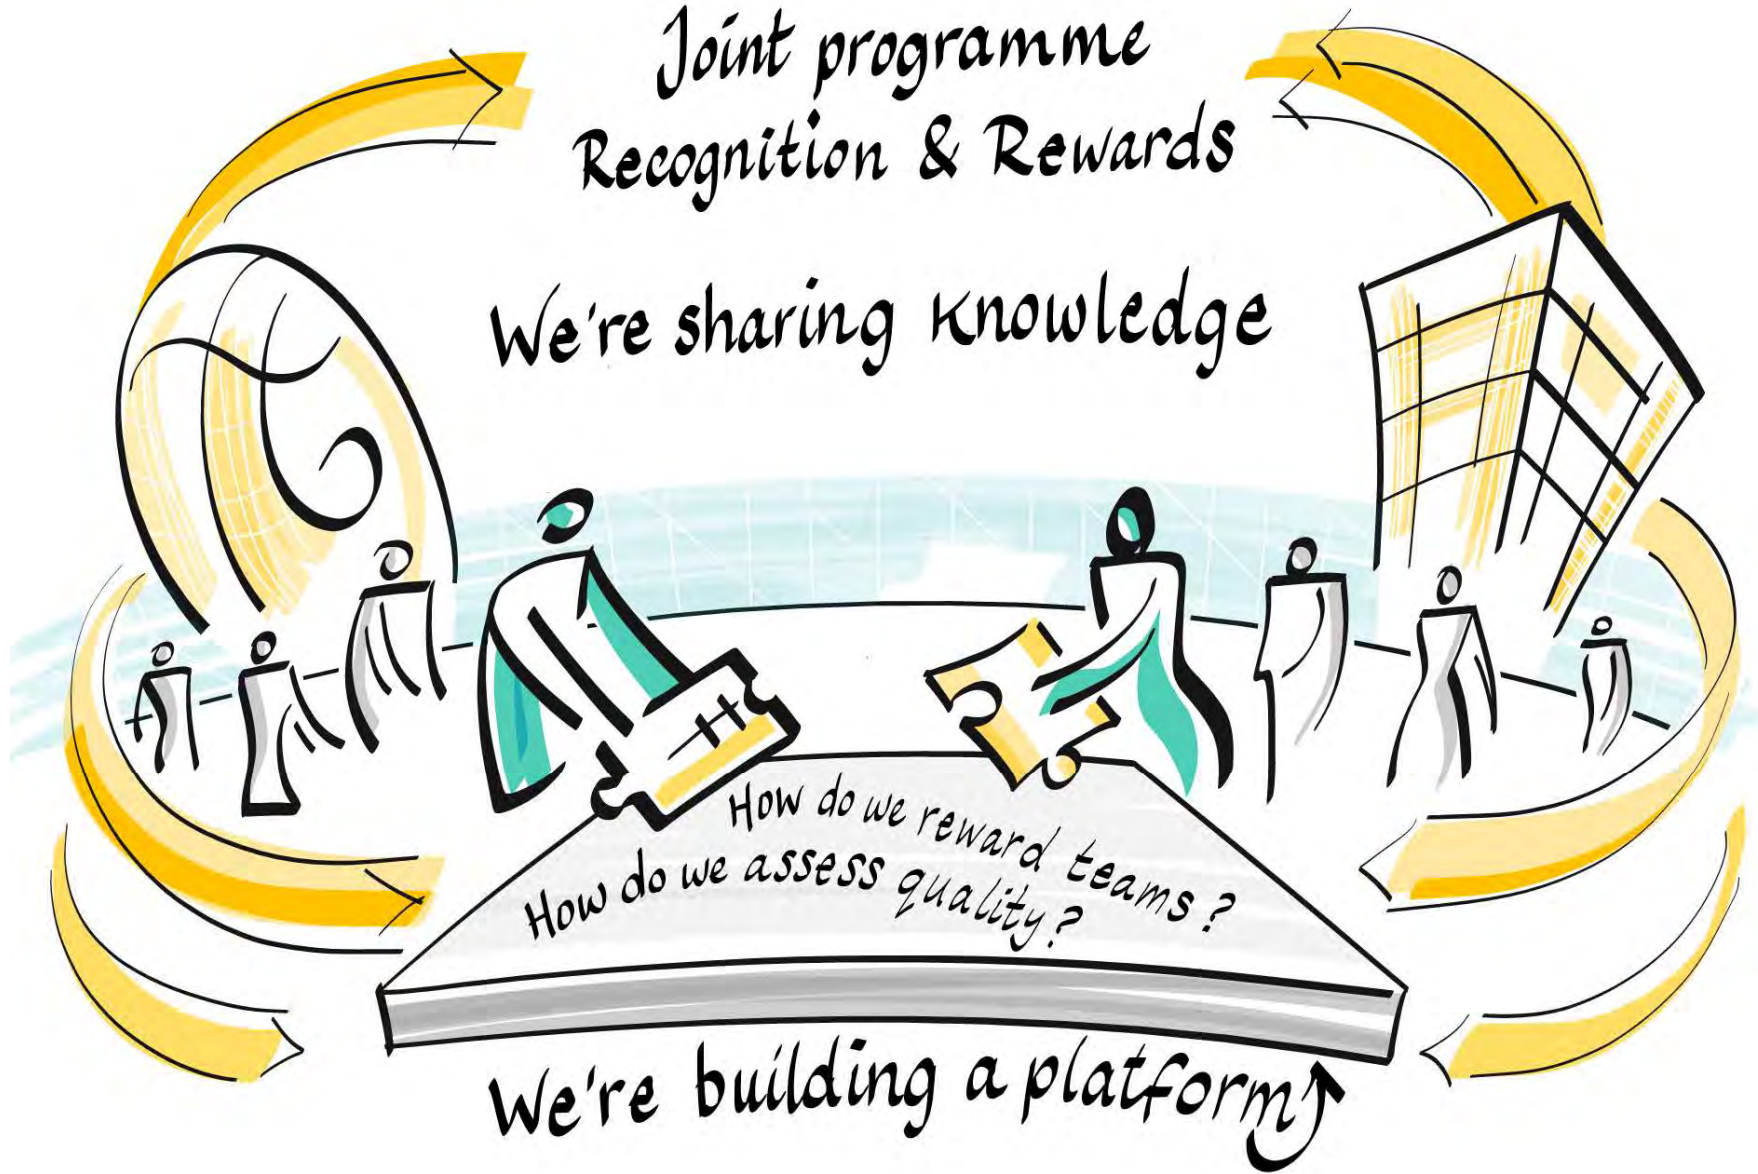 Joint programme
Recognition & Rewards
We're sharing knowledge
How do we reward teams?
How do we assess quality?
We're building a platform